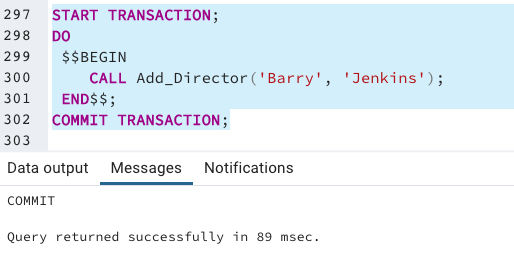 297 START TRANSACTION;
298 DO
299 $$BEGIN
300 CALL Add_Director('Barry', 'Jenkins');
301 END$$;
302 COMMIT TRANSACTION;
303
Data output Messages Notifications
COMMIT
Query returned successfully in 89 msec.